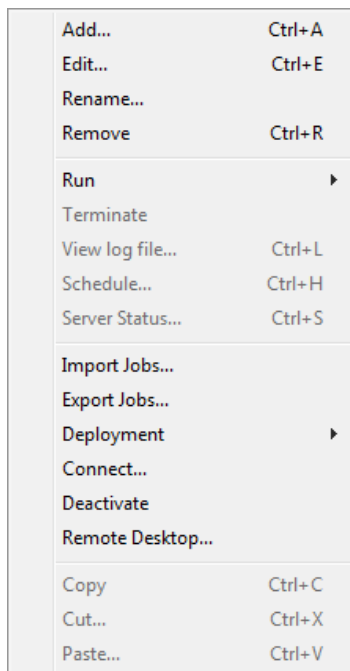 Add... Ctrl+A
Edit... Ctrl+E
Rename...
Remove Ctrl+R
Run
Terminate
View log file... Ctrl+L
Schedule... Ctrl+H
Server Status... Ctrl+S
Import Jobs...
Export Jobs...
Deployment
Connect...
Deactivate
Remote Desktop...
Copy Ctrl+C
Cut... Ctrl+X
Paste... Ctrl+V